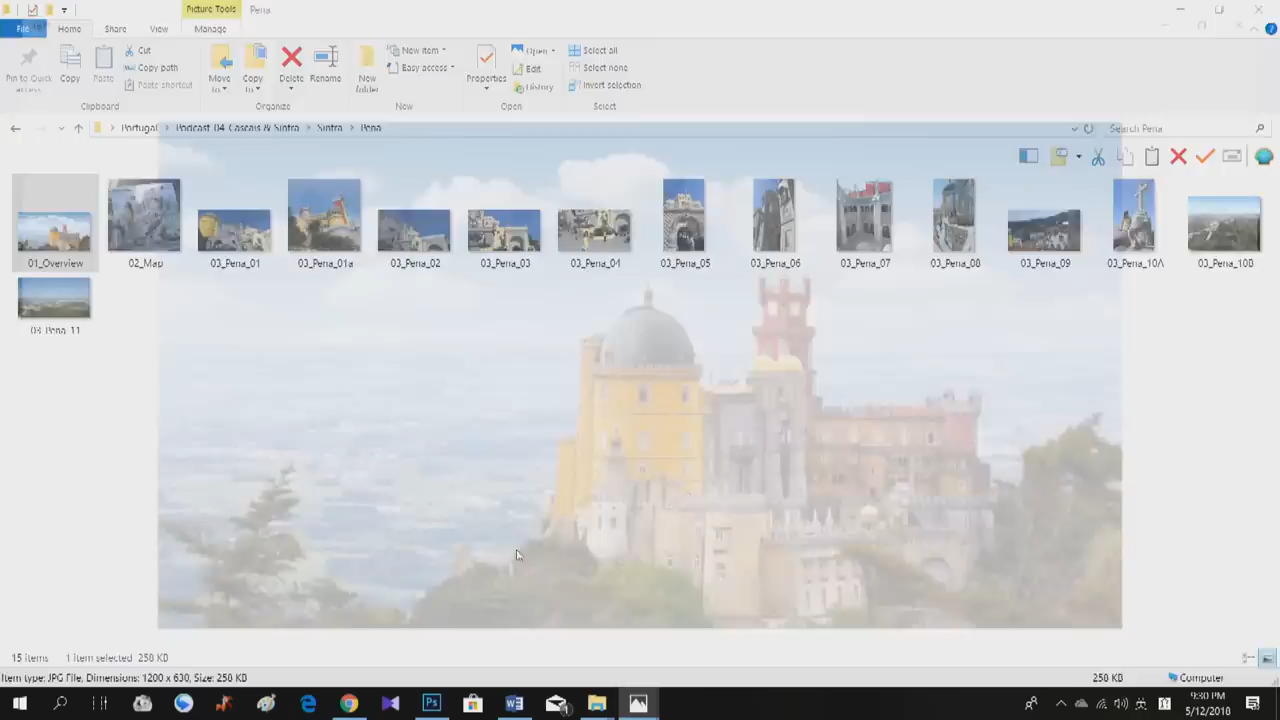 Picture Tools Pena
File Home Share View Manage
Pin to Quick access Copy Paste Cut Copy path Paste shortcut Move to Copy to Delete Rename New folder New item Easy access Properties Open Edit History Select all Select none Invert selection
Clipboard Organize New Open Select
Portugal > Podcast 04 Cascais & Sintra > Sintra > Pena Search Pena
01_Overview 02_Map 03_Pena_01 03_Pena_01a 03_Pena_02 03_Pena_03 03_Pena_04 03_Pena_05 03_Pena_06 03_Pena_07 03_Pena_08 03_Pena_09 03_Pena_10A 03_Pena_10B
03_Pena_11
15 items 1 item selected 258 KB
Item type: JPG File, Dimensions: 1200 x 630, Size: 258 KB 258 KB Computer
9:30 PM
5/12/2018